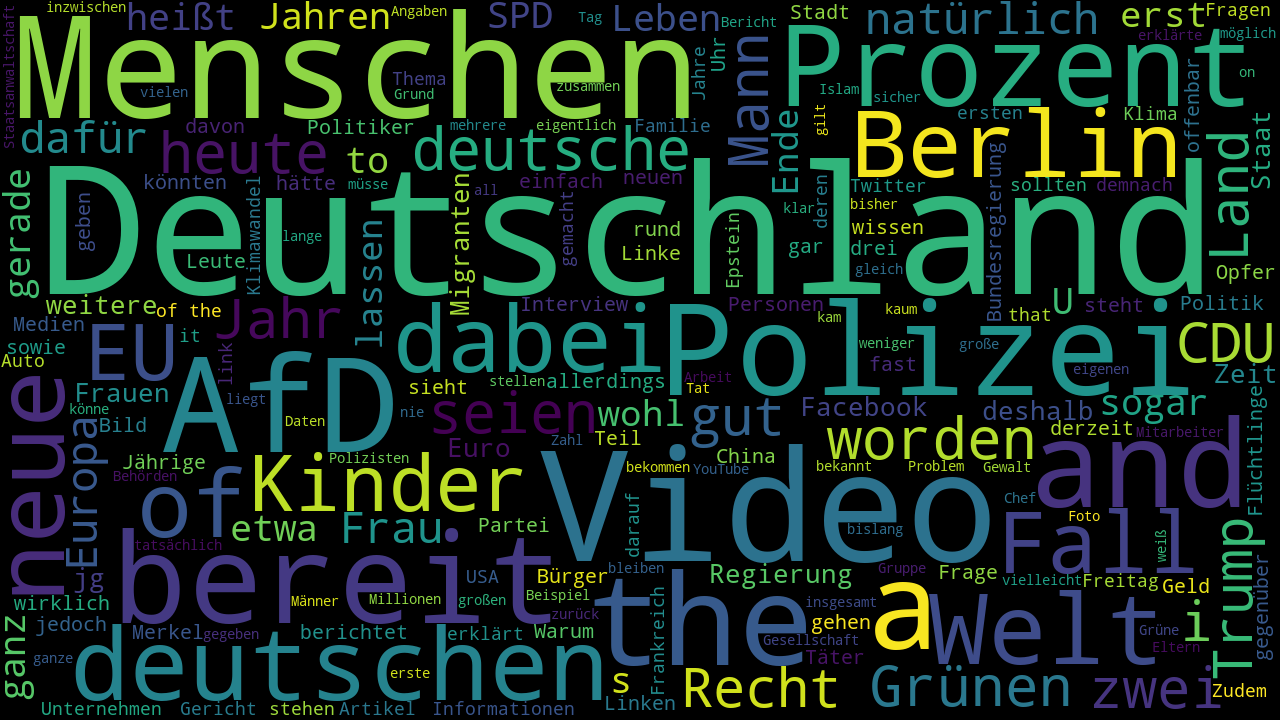 inzwischen
heißt
Jahren
Angaben
SPD
Tag
Leben
Bericht
Stadt
natürlich
erst
Fragen
Staatsanwaltschaft
Menschen
Thema
Grund
vielen
zusammen
Jahre
Uhr
Mann
Prozent
erklärte
möglich
Islam
sicher
on
gilt
dafür
davon
Politiker
mehrere
eigentlich
Familie
heute
to
deutsche
Ende
Berlin
ersten
Klima
offenbar
Land
Staat
gerade
geben
könnten
hätte
müsse
all
einfach
neuen
Twitter
sollten
demnach
Deutschland
Klimawandel
lange
Leute
lassen
Migranten
gemacht
rund
Linke
Epstein
klar
deren
bisher
wissen
gar
drei
gleich
Bundesregierung
Opfer
weitere
of the
Jahr
Interview
Personen
kam
kaum
that
U
steht
Politik
Medien
sowie
Auto
EU
it
link
dabei
Polizei
weniger
große
fast
eigenen
CDU
Zeit
neue
Frauen
könne
Bild
Europa
AfD
liegt
Daten
nie
sieht
stellen
allerdings
Arbeit
Tat
seien
wohl
gut
Facebook
deshalb
sogar
Jährige
Behörden
Polizisten
Euro
Zahl
Teil
China
worden
derzeit
Mitarbeiter
of
Kinder
Video
bekommen
YouTube
bekannt
Problem
Gewalt
and
Flüchtlinge
etwa
Frau
Partei
darauf
bislang
Chef
Foto
Fall
weiß
Trump
tatsächlich
bereit
jg
USA
Bürger
bleiben
Regierung
Gruppe
Frage
vielleicht
Freitag
Geld
gegenüber
wirklich
jedoch
Männer
Millionen
großen
Beispiel
zurück
the
insgesamt
gehen
a
Welt
i
ganz
Merkel
gegeben
berichtet
erklärt
Warum
Frankreich
Gesellschaft
Täter
Grüne
Eltern
ganze
deutschen
erste
s
Recht
Grünen
zwei
Zudem
Unternehmen
Gericht
stehen
Artikel
Informationen
Linken